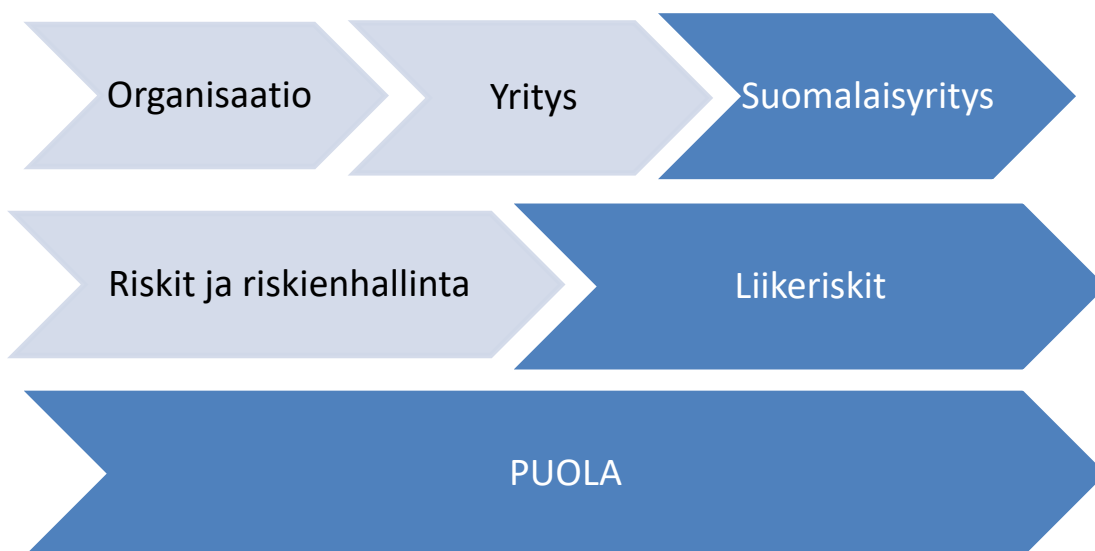 Organisaatio
Yritys
Suomalaisyritys
Riskit ja riskienhallinta
Liikeriskit
PUOLA